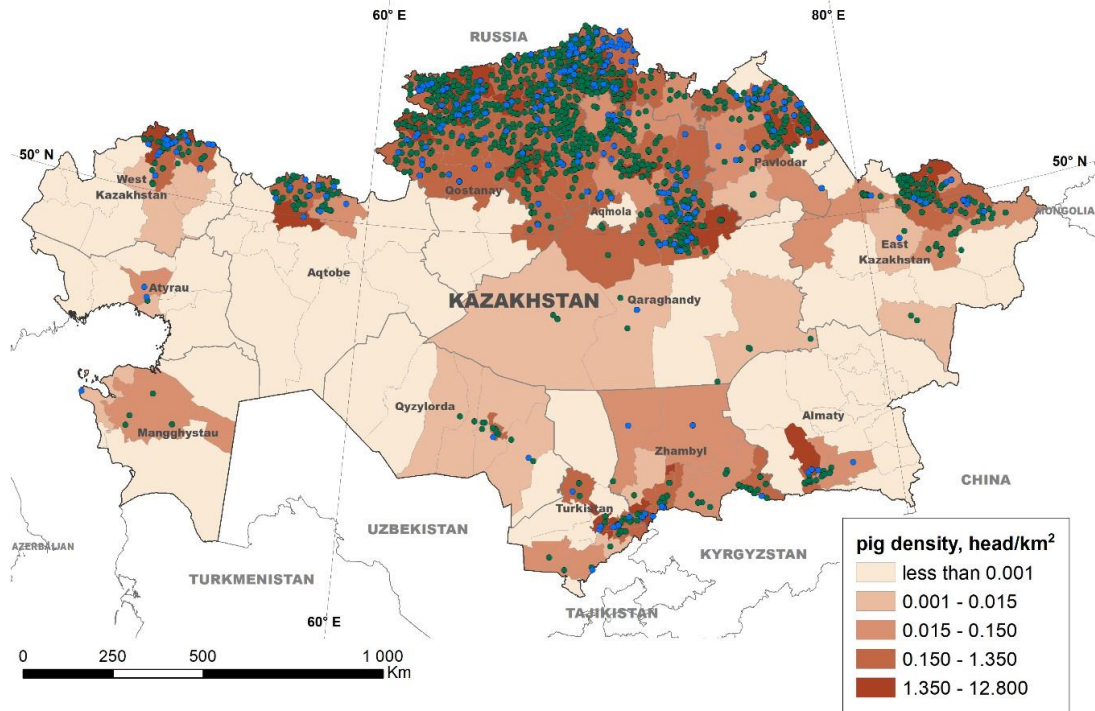 60° E
80° E
RUSSIA
50° N
West
Kazakhstan
Qostanay
Aqmola
Pavlodar
50° N
MONGOLIA
East
Kazakhstan
Aqtobe
Atyrau
KAZAKHSTAN
Qaraghandy
Mangghystau
Qyzylorda
Zhambyl
Almaty
CHINA
Turkistan
UZBEKISTAN
AZERBAIJAN
TURKMENISTAN
KYRGYZSTAN
TAJIKISTAN
60° E
0 250 500 1 000
Km
pig density, head/km²
less than 0.001
0.001 - 0.015
0.015 - 0.150
0.150 - 1.350
1.350 - 12.800